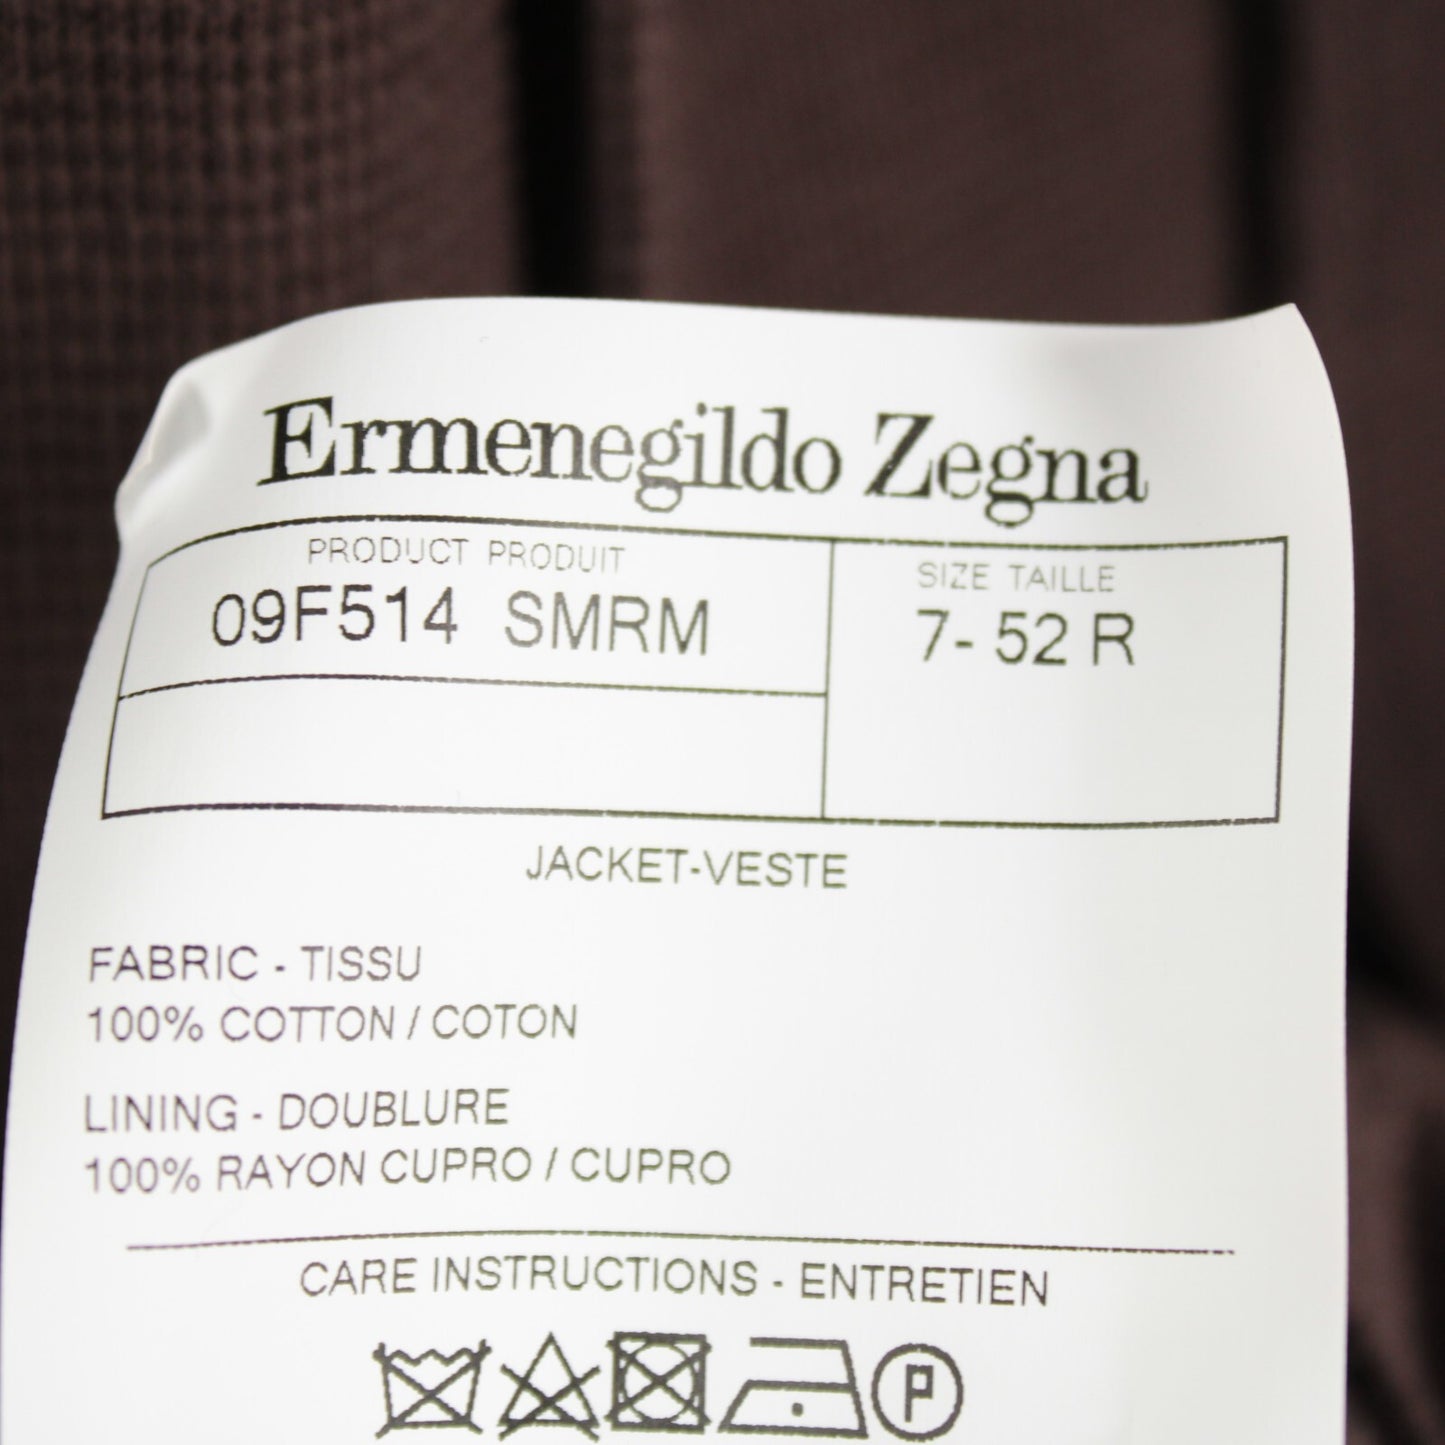 Ermenegildo Zegna
PRODUCT PRODUIT
09F514 SMRM
SIZE TAILLE
7- 52 R
JACKET-VESTE
FABRIC - TISSU
100% COTTON / COTON
LINING - DOUBLURE
100% RAYON CUPRO / CUPRO
CARE INSTRUCTIONS - ENTRETIEN
P